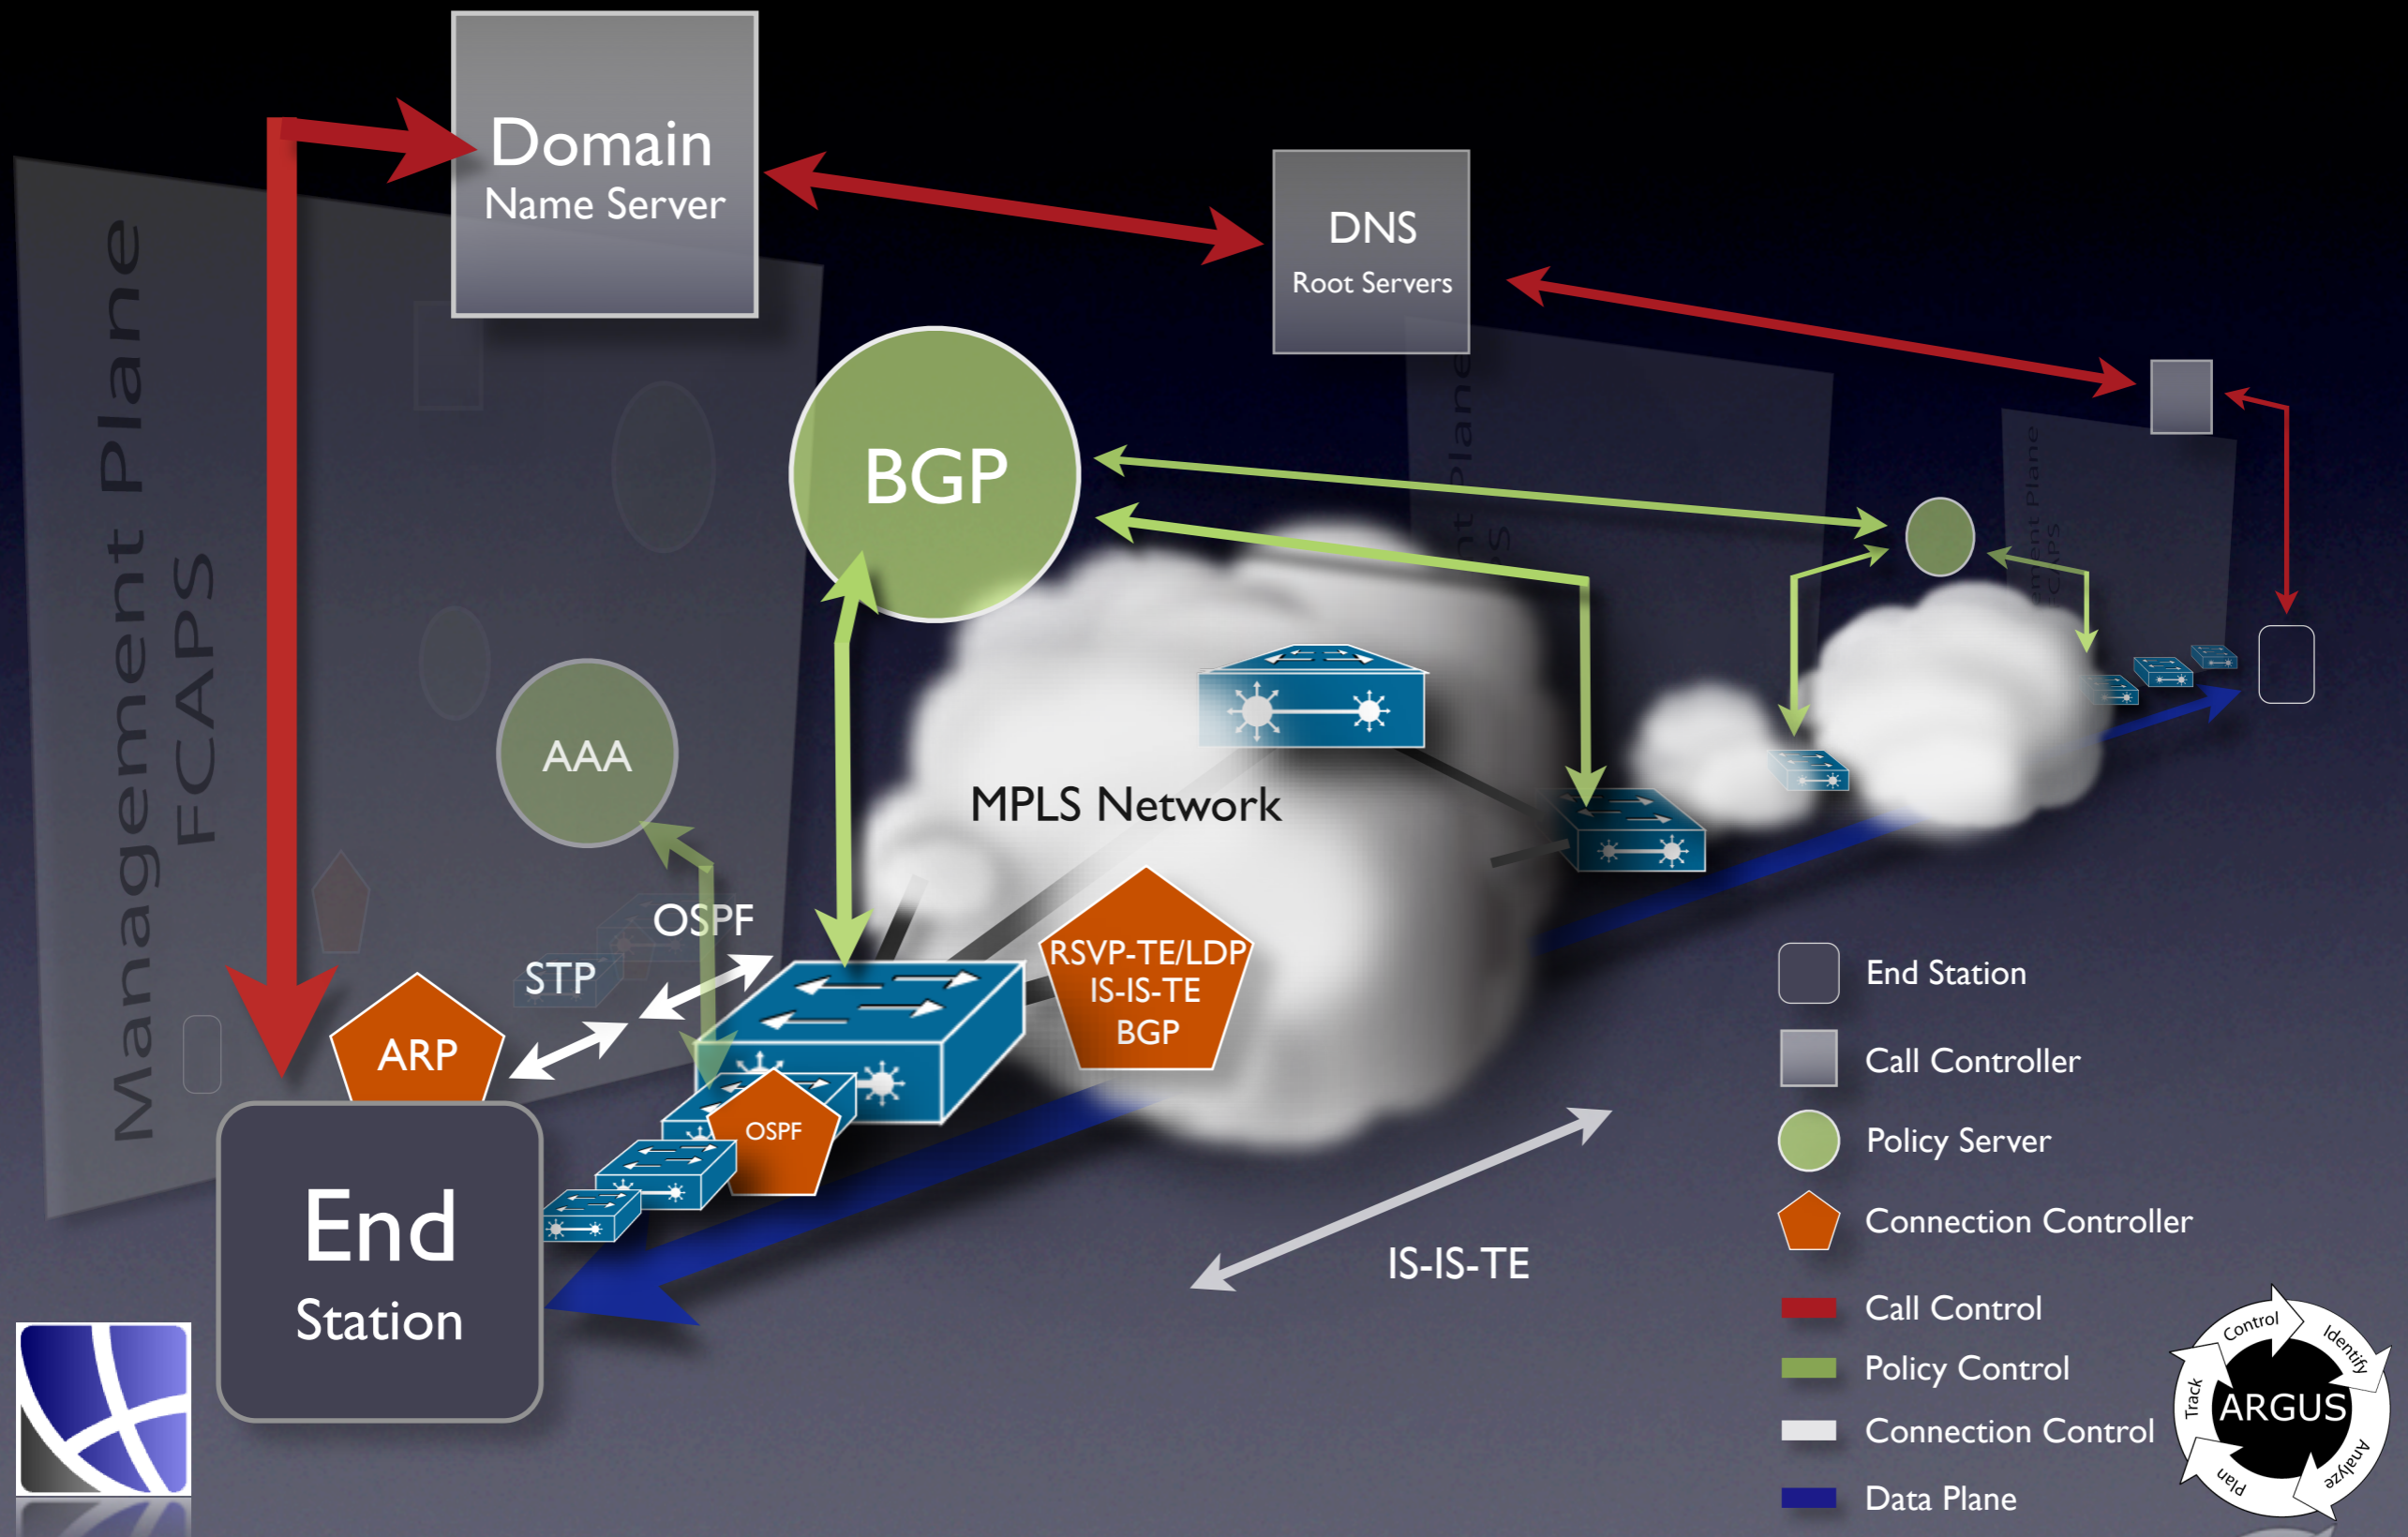 Domain
Name Server
DNS
Root Servers
Management Plane
FCAPS
BGP
AAA
MPLS Network
OSPF
STP
ARP
RSVP-TE/LDP
IS-IS-TE
BGP
OSPF
End
Station
IS-IS-TE
End Station
Call Controller
Policy Server
Connection Controller
Call Control
Policy Control
Connection Control
Data Plane
Control
Identify
Analyze
Plan
Track
ARGUS